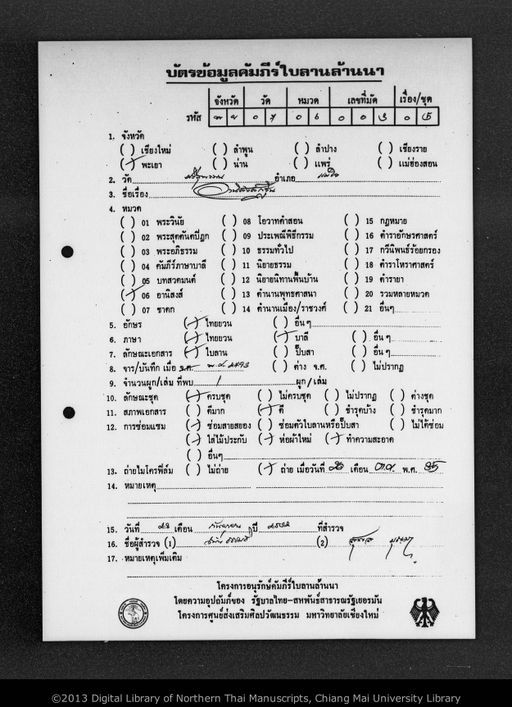 บัตรข้อมูลคัมภีร์ใบลานล้านนา
จังหวัด วัด หมวด เลขที่มัด เรื่อง/ชุด
รหัส 0 7 0 6 0 0 3 0
1. จังหวัด
( ) เชียงใหม่ ( ) ลำพูน ( ) ลำปาง ( ) เชียงราย
(/) พะเยา ( ) น่าน ( ) แพร่ ( ) แม่ฮ่องสอน
2. วัด อำเภอ
3. ชื่อเรื่อง
4. หมวด
( ) 01 พระวินัย ( ) 08 โอวาทคำสอน ( ) 15 กฎหมาย
( ) 02 พระสุตตันตปิฎก ( ) 09 ประเพณีพิธีกรรม ( ) 16 ตำราอักษรศาสตร์
( ) 03 พระอภิธรรม ( ) 10 ธรรมทั่วไป ( ) 17 กวีนิพนธ์ร้อยกรอง
( ) 04 คัมภีร์ภาษาบาลี ( ) 11 นิยายธรรม ( ) 18 ตำราโหราศาสตร์
( ) 05 บทสวดมนต์ ( ) 12 นิยายนิทานพื้นบ้าน ( ) 19 ตำรายา
(/) 06 อานิสงส์ ( ) 13 ตำนานพุทธศาสนา ( ) 20 รวมหลายหมวด
( ) 07 ชาดก ( ) 14 ตำนานเมือง/ราชวงศ์ ( ) 21 อื่นๆ
5. อักษร (/) ไทยยวน ( ) อื่นๆ
6. ภาษา (/) ไทยยวน (/) บาลี ( ) อื่นๆ
7. ลักษณะเอกสาร (/) ใบลาน ( ) ปั๊บสา ( ) อื่นๆ
8. จาร/บันทึก เมื่อ จ.ศ. พ.ศ. 2493 ( ) ค่าง จ.ศ. ( ) ไม่ปรากฏ
9. จำนวนผูก/เล่ม ที่พบ 1 ผูก/เล่ม
10. ลักษณะชุด (/) ครบชุด ( ) ไม่ครบชุด ( ) ไม่ปรากฏ ( ) ค่างชุด
11. สภาพเอกสาร ( ) ดีมาก (/) ดี ( ) ชำรุดบ้าง ( ) ชำรุดมาก
12. การซ่อมแซม (/) ซ่อมสายสยอง ( ) ซ่อมตัวใบลานหรือปั๊บสา ( ) ไม่ได้ซ่อม
(/) ใส่ไม้ประกับ (/) ห่อผ้าใหม่ (/) ทำความสะอาด
( ) อื่นๆ
13. ถ่ายไมโครฟิล์ม ( ) ไม่ถ่าย (/) ถ่าย เมื่อวันที่ 20 เดือน ต.ค. พ.ศ. 35
14. หมายเหตุ
15. วันที่ เดือน ปี ที่สำรวจ
16. ชื่อผู้สำรวจ (1) (2)
17. หมายเหตุเพิ่มเติม
โครงการอนุรักษ์คัมภีร์ใบลานล้านนา
โดยความอุปถัมภ์ของ รัฐบาลไทย-สหพันธ์สาธารณรัฐเยอรมัน
โครงการศูนย์ส่งเสริมศิลปวัฒนธรรม มหาวิทยาลัยเชียงใหม่
©2013 Digital Library of Northern Thai Manuscripts, Chiang Mai University Library